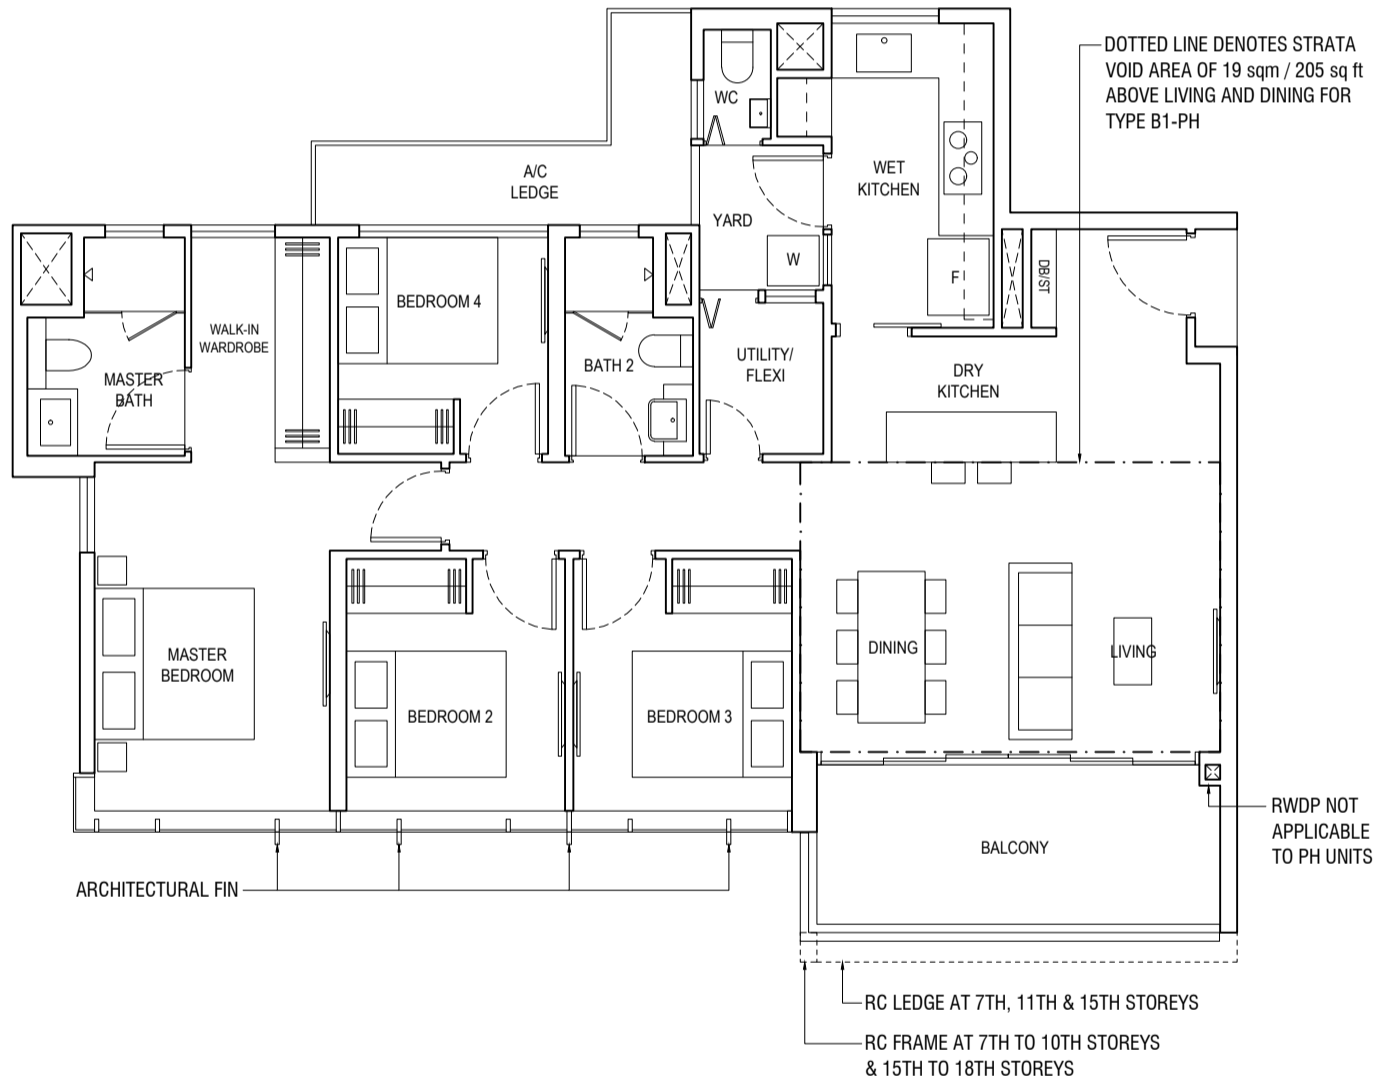 DOTTED LINE DENOTES STRATA
VOID AREA OF 19 sqm / 205 sq ft
ABOVE LIVING AND DINING FOR
TYPE B1-PH
WC
A/C
LEDGE
WET
KITCHEN
YARD
W
F
DB/ST
BEDROOM 4
WALK-IN
WARDROBE
MASTER
BATH
BATH 2
UTILITY/
FLEXI
DRY
KITCHEN
MASTER
BEDROOM
BEDROOM 2
BEDROOM 3
DINING
LIVING
BALCONY
RWDP NOT
APPLICABLE
TO PH UNITS
ARCHITECTURAL FIN
RC LEDGE AT 7TH, 11TH & 15TH STOREYS
RC FRAME AT 7TH TO 10TH STOREYS
& 15TH TO 18TH STOREYS